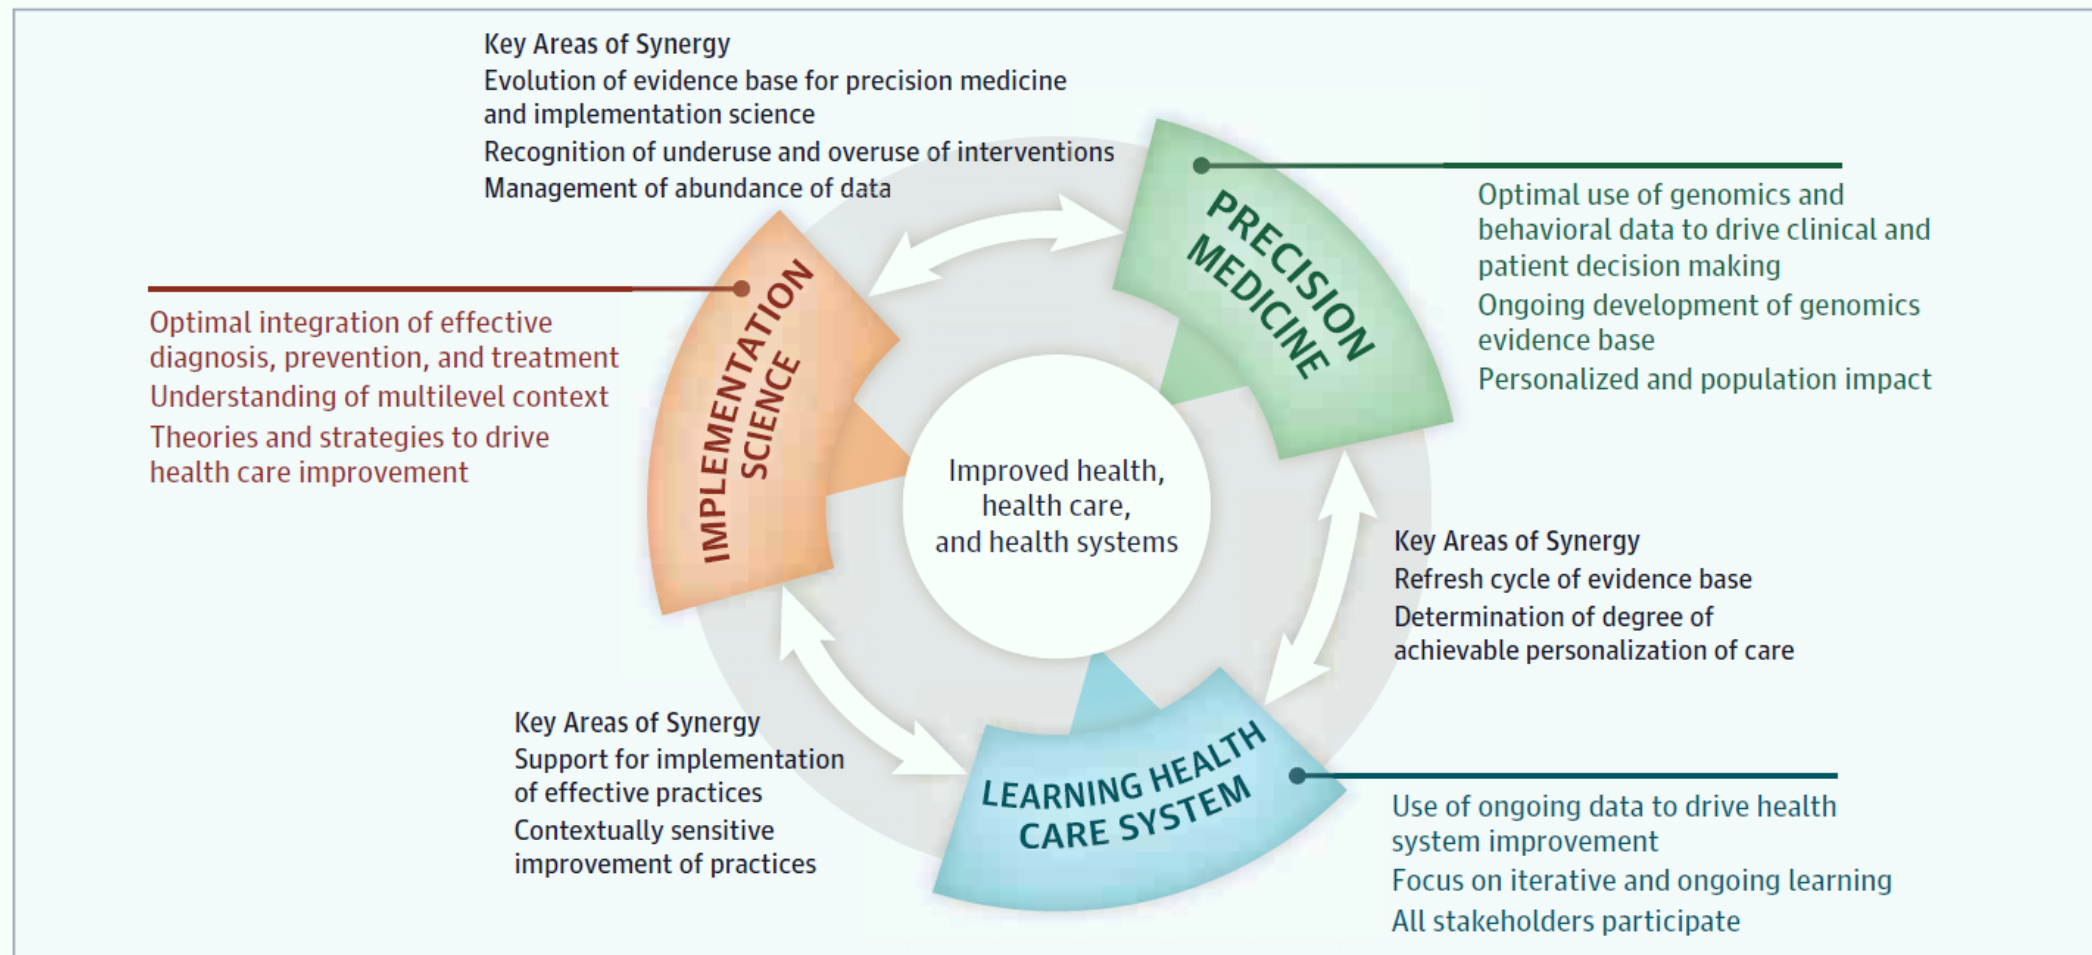 Key Areas of Synergy
Evolution of evidence base for precision medicine
and implementation science
Recognition of underuse and overuse of interventions
Management of abundance of data
PRECISION
MEDICINE
Optimal use of genomics and
behavioral data to drive clinical and
patient decision making
Ongoing development of genomics
evidence base
Personalized and population impact
IMPLEMENTATION
SCIENCE
Optimal integration of effective
diagnosis, prevention, and treatment
Understanding of multilevel context
Theories and strategies to drive
health care improvement
Improved health,
health care,
and health systems
Key Areas of Synergy
Refresh cycle of evidence base
Determination of degree of
achievable personalization of care
Key Areas of Synergy
Support for implementation
of effective practices
Contextually sensitive
improvement of practices
LEARNING HEALTH
CARE SYSTEM
Use of ongoing data to drive health
system improvement
Focus on iterative and ongoing learning
All stakeholders participate